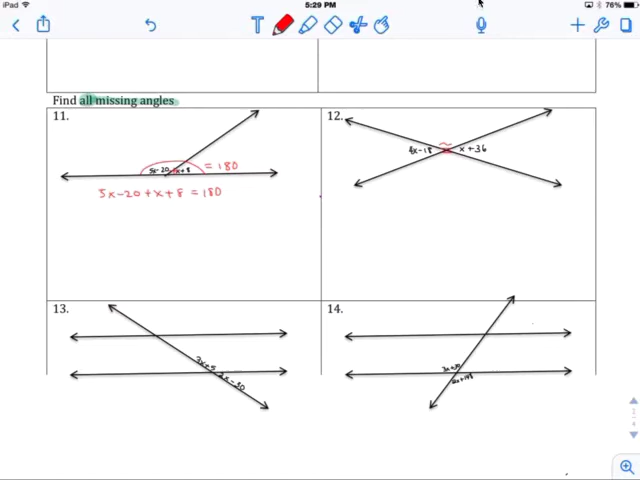 iPad
5:29 PM
76%
T
Find all missing angles
11.
12.
5x-20
x+8
= 180
5x-20+x+8 = 180
4x-18
x+36
13.
14.
3x+5
2x-30